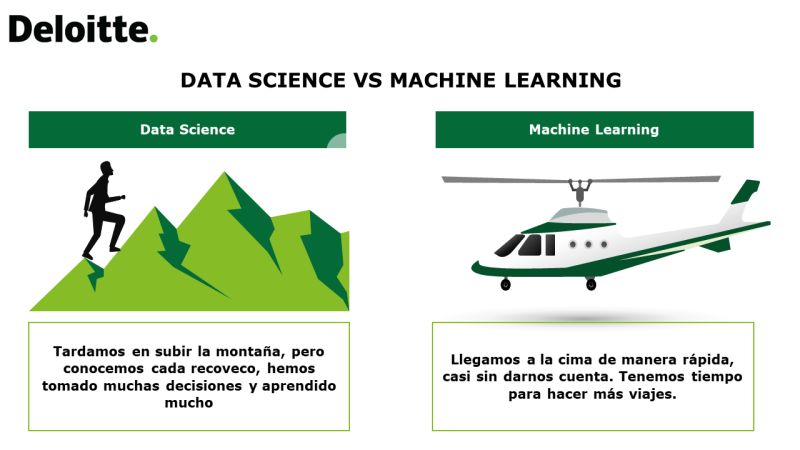 Deloitte.
DATA SCIENCE VS MACHINE LEARNING
Data Science
Machine Learning
Tardamos en subir la montaña, pero
conocemos cada recoveco, hemos
tomado muchas decisiones y aprendido
mucho
Llegamos a la cima de manera rápida,
casi sin darnos cuenta. Tenemos tiempo
para hacer más viajes.